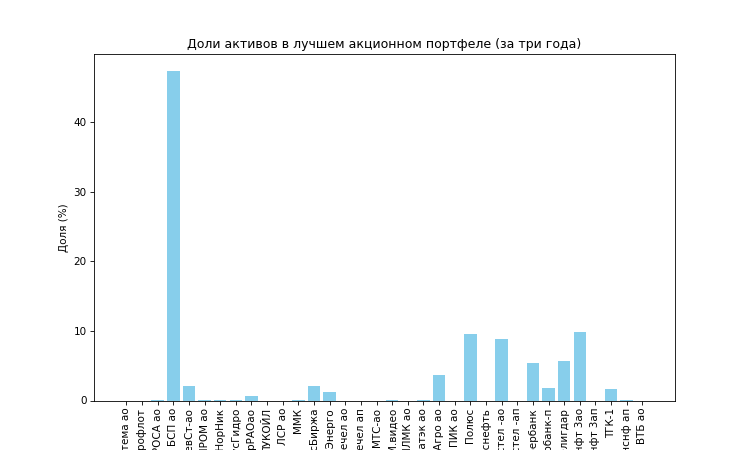 Доли активов в лучшем акционном портфеле (за три года)
Доля (%)
40
30
20
10
0
тема ао
рофлот
РОСА ао
БСП ао
евСт-ао
ПРОМ ао
НорНик
сГидро
рРАОао
ЛУКОЙЛ
ЛСР ао
ММК
сБиржа
Энерго
ечел ао
ечел ап
МТС-ао
М.видео
ЛМК ао
атэк ао
Агро ао
ПИК ао
Полюс
снефть
стел -ао
стел -ап
ербанк
рбанк-п
лигдар
нфт 3ао
нфт 3ап
ТГК-1
нснф ап
ВТБ ао